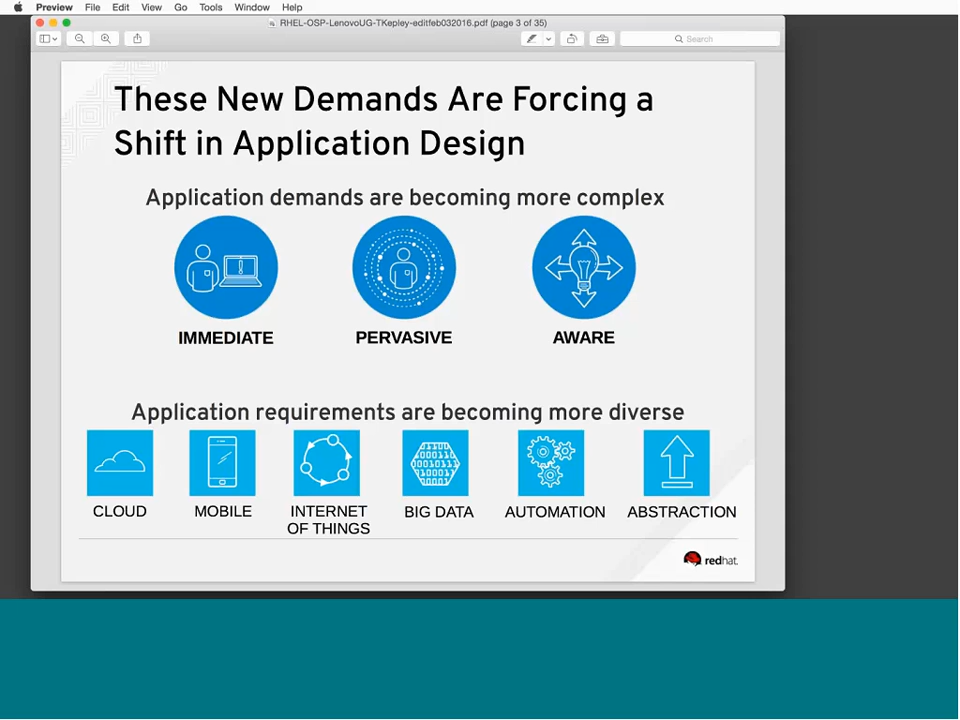 Preview File Edit View Go Tools Window Help
RHEL-OSP-LenovoUG-TKepley-editfeb032016.pdf (page 3 of 35)
Search
These New Demands Are Forcing a
Shift in Application Design
Application demands are becoming more complex
IMMEDIATE PERVASIVE AWARE
Application requirements are becoming more diverse
CLOUD MOBILE INTERNET OF THINGS BIG DATA AUTOMATION ABSTRACTION
redhat.